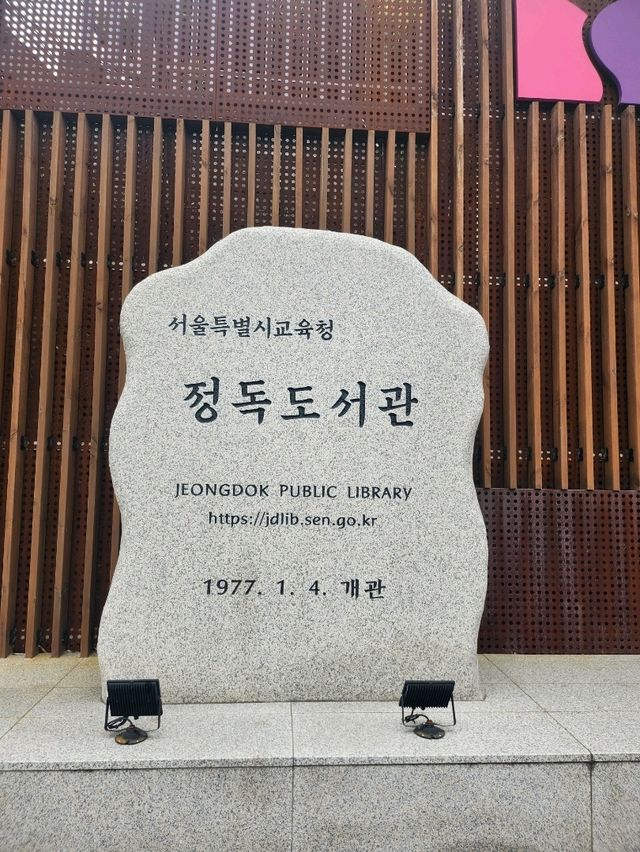 서울특별시교육청
정독도서관
JEONGDOK PUBLIC LIBRARY
https://jdlib.sen.go.kr
1977. 1. 4. 개관